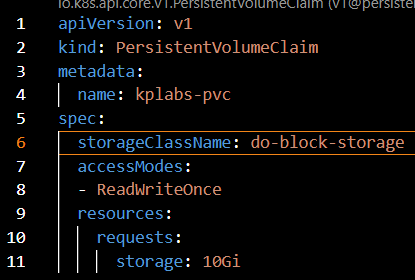 io.k8s.api.core.v1.PersistentVolumeClaim (v1@persiste
1 apiVersion: v1
2 kind: PersistentVolumeClaim
3 metadata:
4   name: kplabs-pvc
5 spec:
6   storageClassName: do-block-storage
7   accessModes:
8   - ReadWriteOnce
9   resources:
10     requests:
11       storage: 10Gi